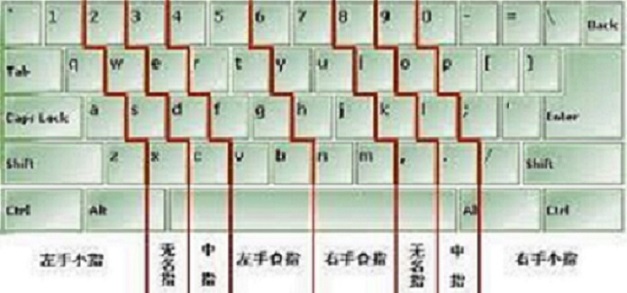 ` 1 2 3 4 5 6 7 8 9 0 - = \ Back
Tab q w e r t y u i o p [ ]
Caps Lock a s d f g h j k l ; ' Enter
Shift z x c v b n m , . / Shift
Ctrl Alt Alt Ctrl
左手小指 无名指 中指 左手食指 右手食指 无名指 中指 右手小指